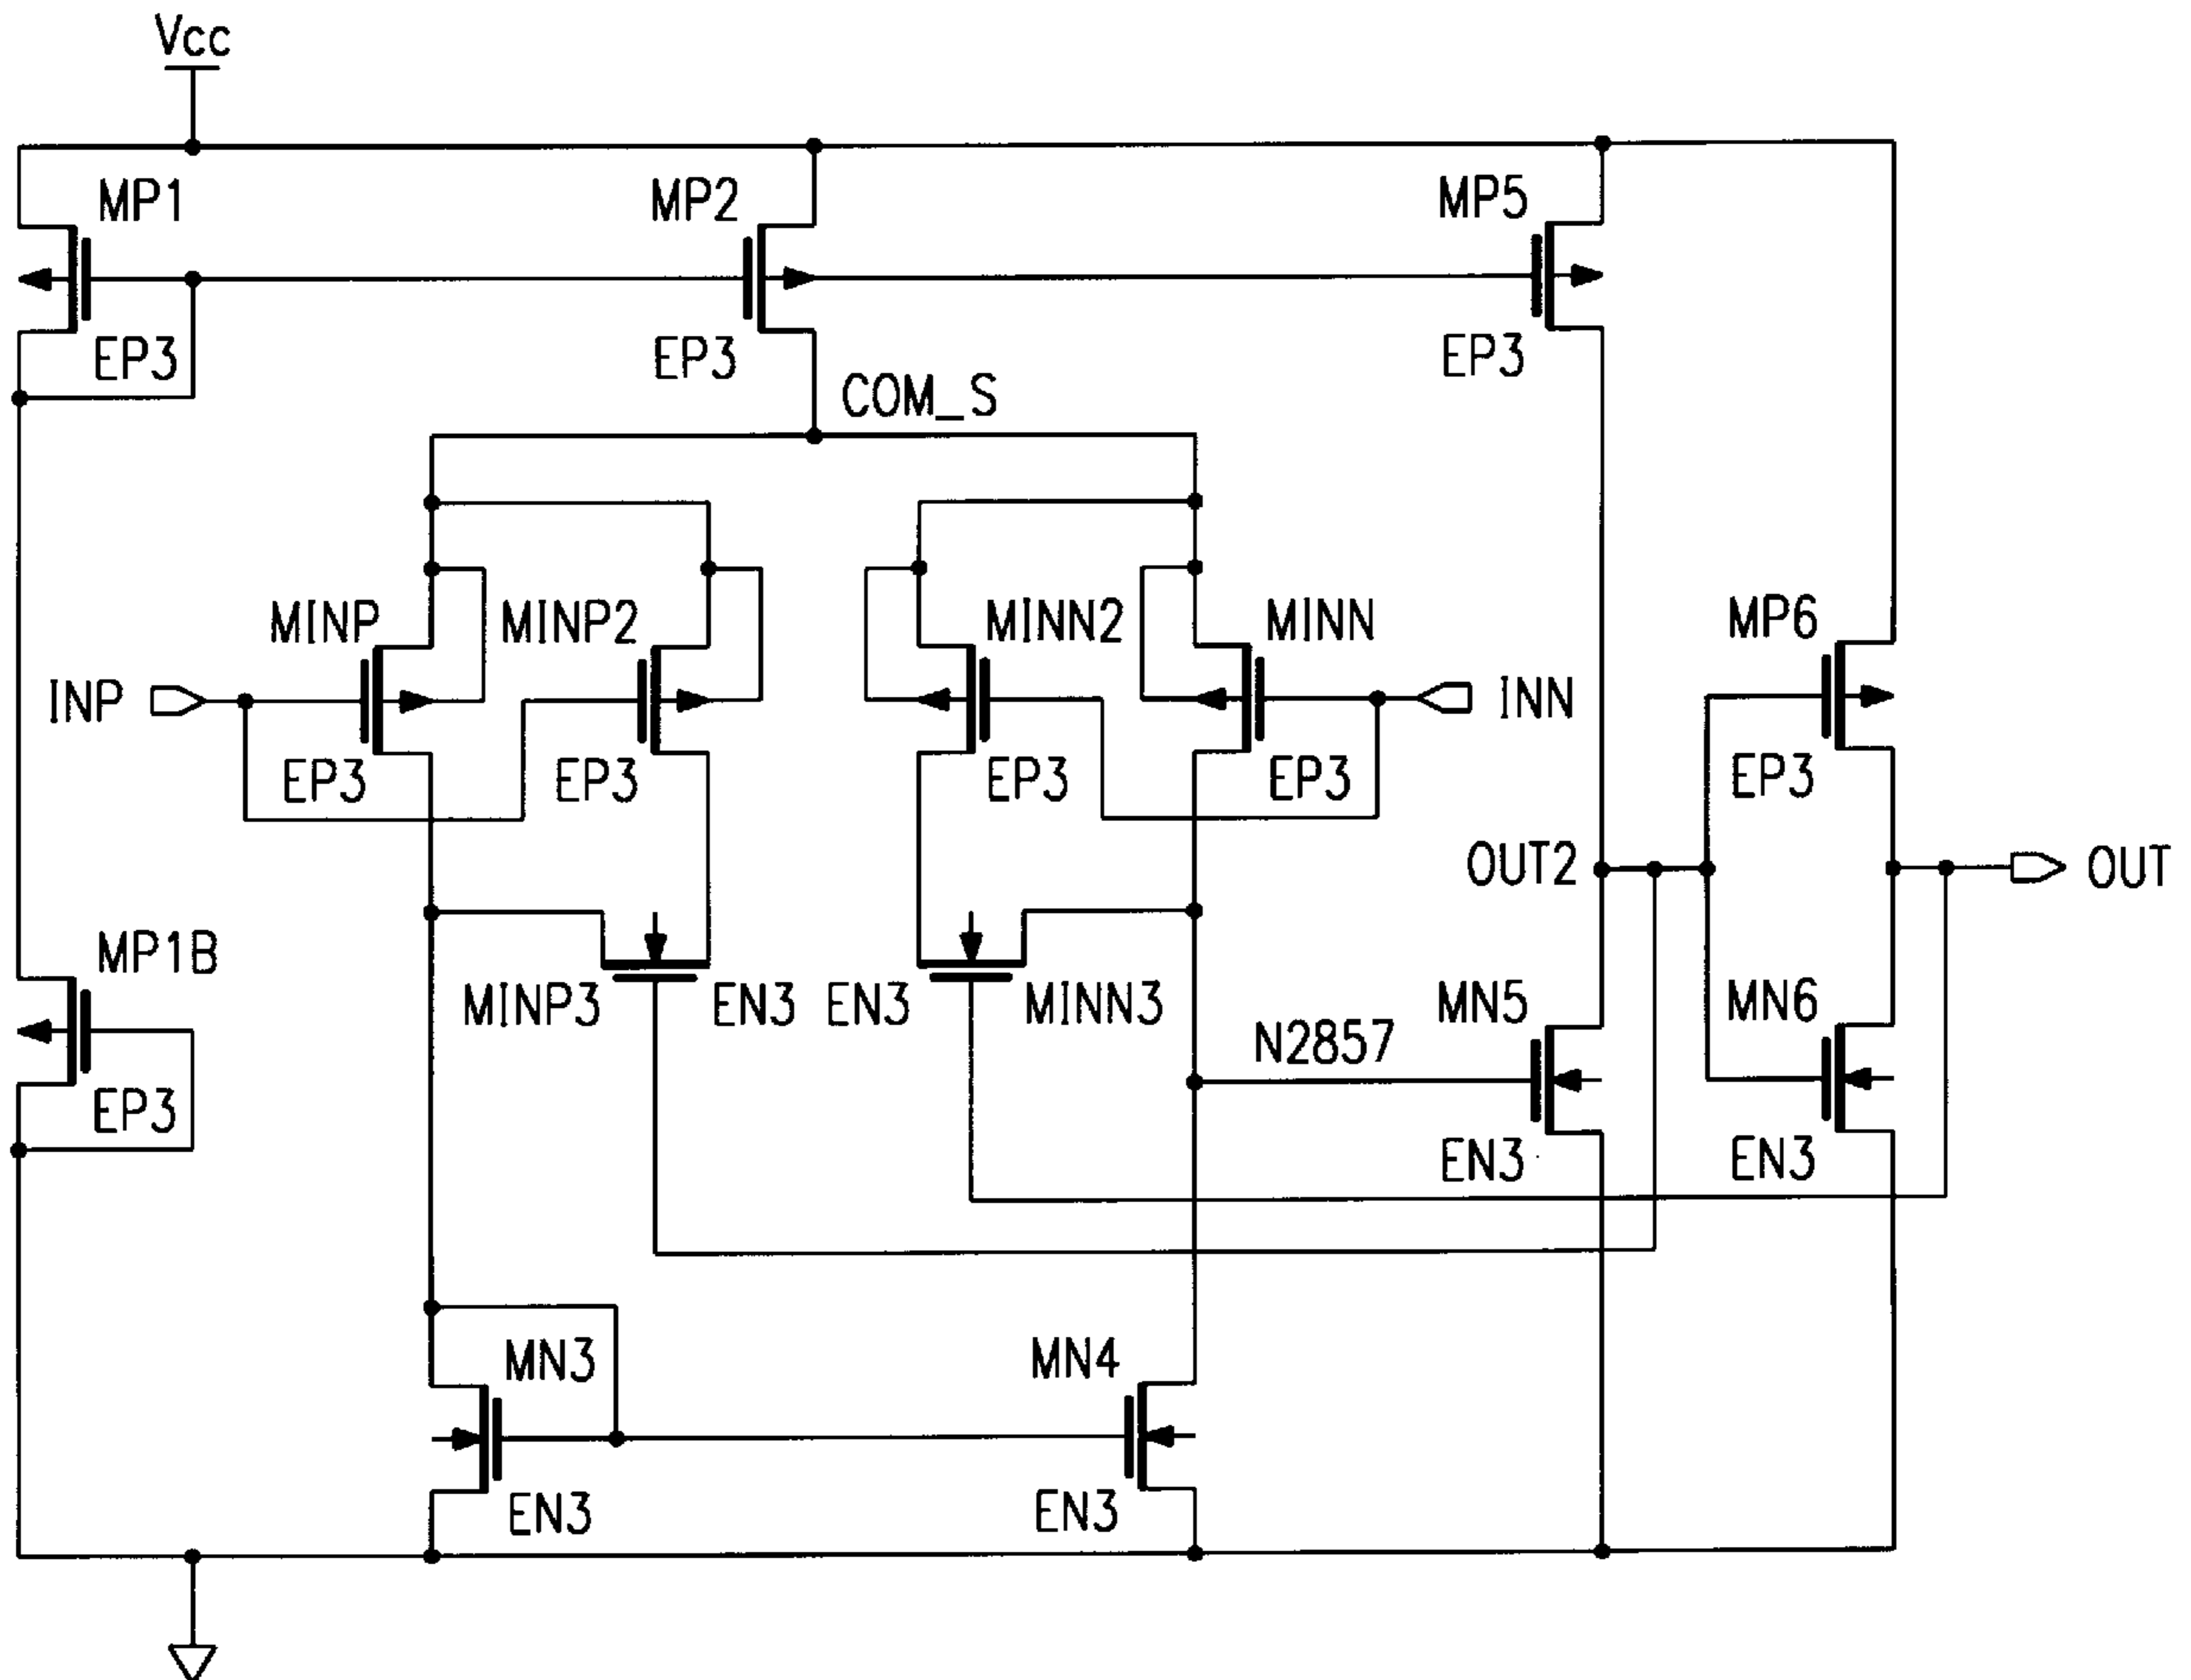 Vcc
MP1
MP2
MP5
EP3
EP3
EP3
COM_S
MINP
MINP2
MINN2
MINN
MP6
INP
INN
EP3
EP3
EP3
EP3
EP3
OUT2
OUT
MP1B
MINP3
EN3
EN3
MINN3
MN5
MN6
N2857
EP3
EN3
EN3
MN3
MN4
EN3
EN3